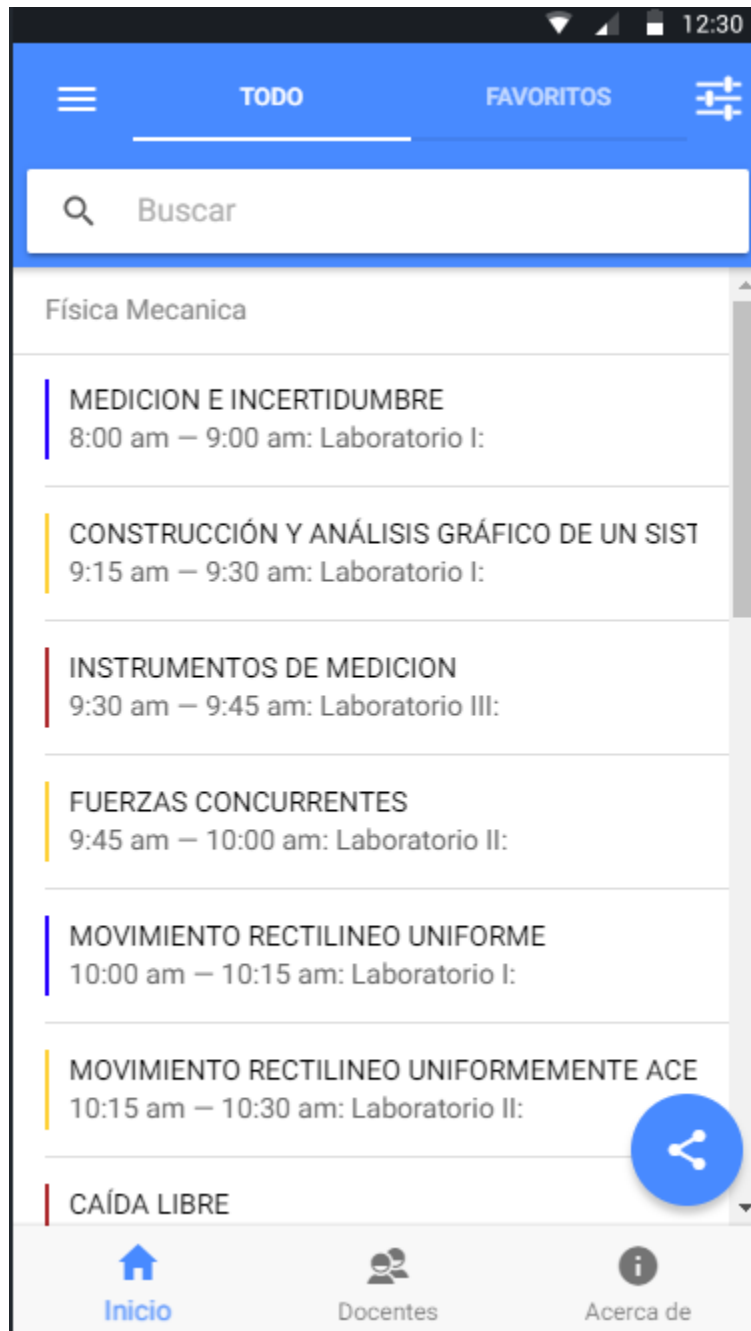 12:30
TODO FAVORITOS
Buscar
Física Mecanica
MEDICION E INCERTIDUMBRE
8:00 am — 9:00 am: Laboratorio I:
CONSTRUCCIÓN Y ANÁLISIS GRÁFICO DE UN SIST
9:15 am — 9:30 am: Laboratorio I:
INSTRUMENTOS DE MEDICION
9:30 am — 9:45 am: Laboratorio III:
FUERZAS CONCURRENTES
9:45 am — 10:00 am: Laboratorio II:
MOVIMIENTO RECTILINEO UNIFORME
10:00 am — 10:15 am: Laboratorio I:
MOVIMIENTO RECTILINEO UNIFORMEMENTE ACE
10:15 am — 10:30 am: Laboratorio II:
CAÍDA LIBRE
Inicio Docentes Acerca de